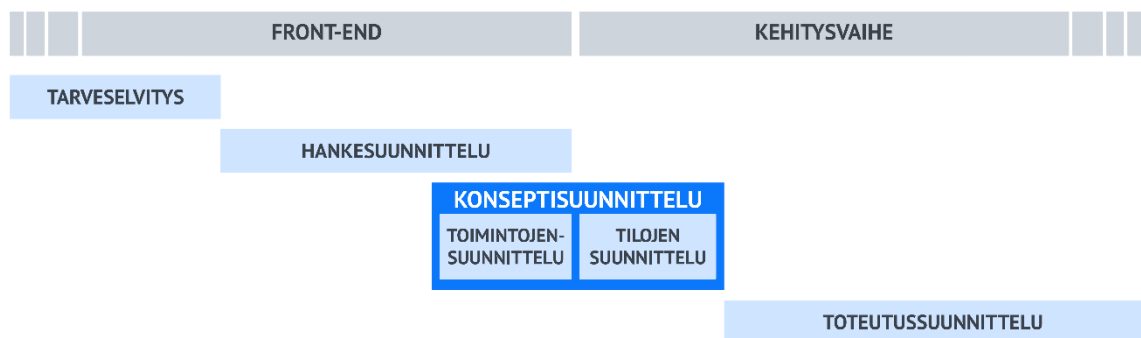 FRONT-END
KEHITYSVAIHE
TARVESELVITYS
HANKESUUNNITTELU
KONSEPTISUUNNITTELU
TOIMINTOJEN-
SUUNNITTELU
TILOJEN
SUUNNITTELU
TOTEUTUSSUUNNITTELU